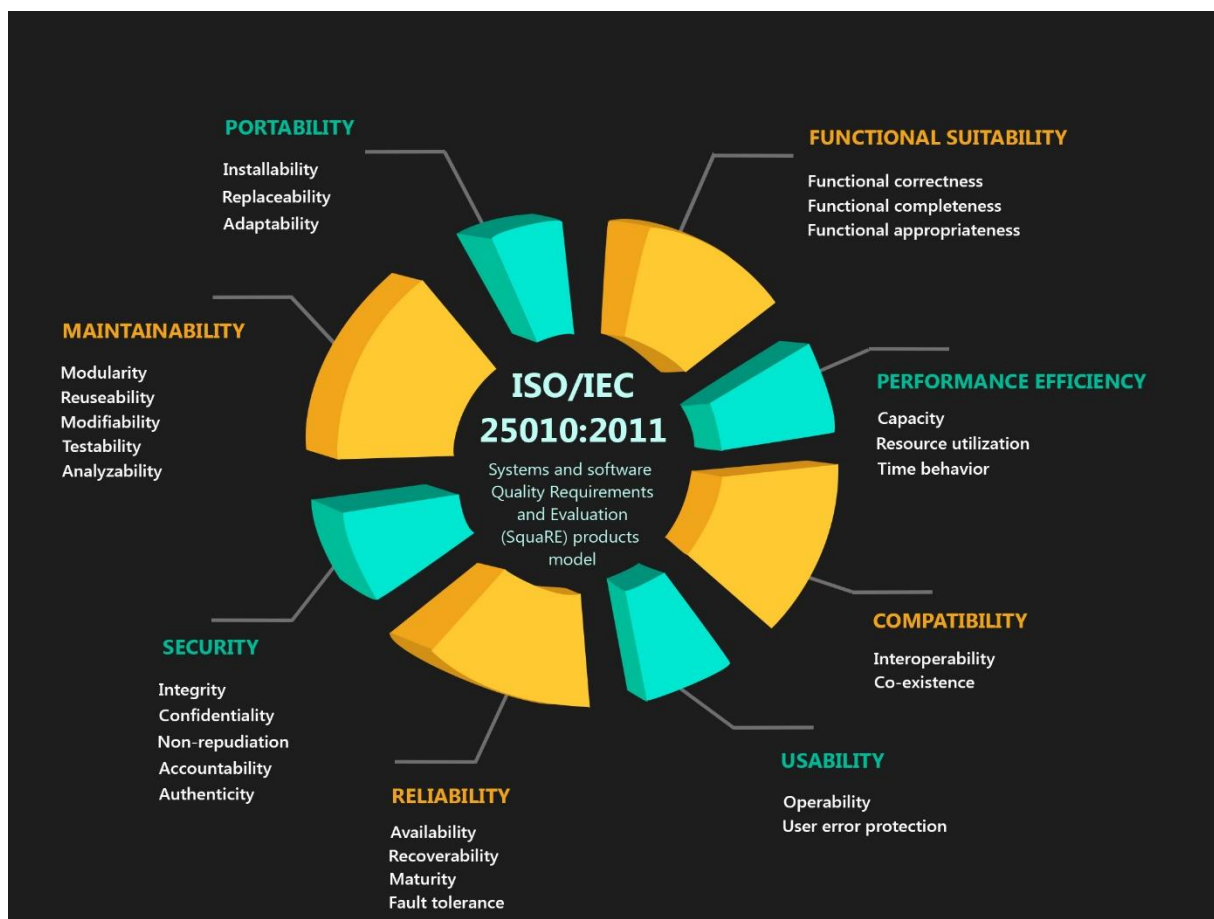 PORTABILITY
Installability
Replaceability
Adaptability
FUNCTIONAL SUITABILITY
Functional correctness
Functional completeness
Functional appropriateness
MAINTAINABILITY
Modularity
Reuseability
Modifiability
Testability
Analyzability
ISO/IEC
25010:2011
Systems and software
Quality Requirements
and Evaluation
(SquaRE) products
model
PERFORMANCE EFFICIENCY
Capacity
Resource utilization
Time behavior
COMPATIBILITY
Interoperability
Co-existence
SECURITY
Integrity
Confidentiality
Non-repudiation
Accountability
Authenticity
RELIABILITY
Availability
Recoverability
Maturity
Fault tolerance
USABILITY
Operability
User error protection